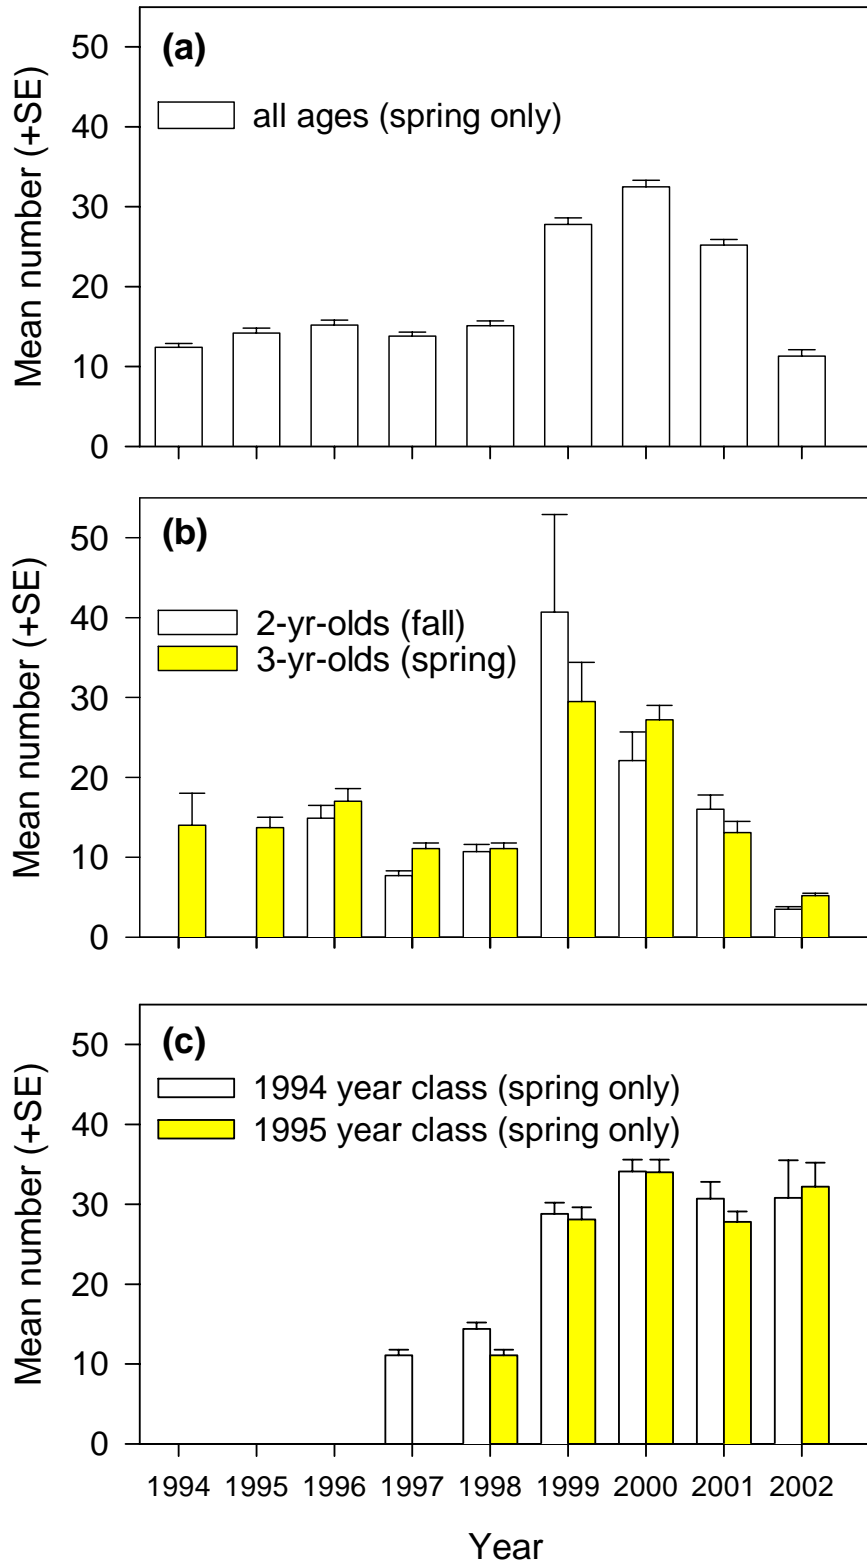 (a)
all ages (spring only)
Mean number (+SE)
50
40
30
20
10
0
(b)
2-yr-olds (fall)
3-yr-olds (spring)
Mean number (+SE)
50
40
30
20
10
0
(c)
1994 year class (spring only)
1995 year class (spring only)
Mean number (+SE)
50
40
30
20
10
0
1994 1995 1996 1997 1998 1999 2000 2001 2002
Year